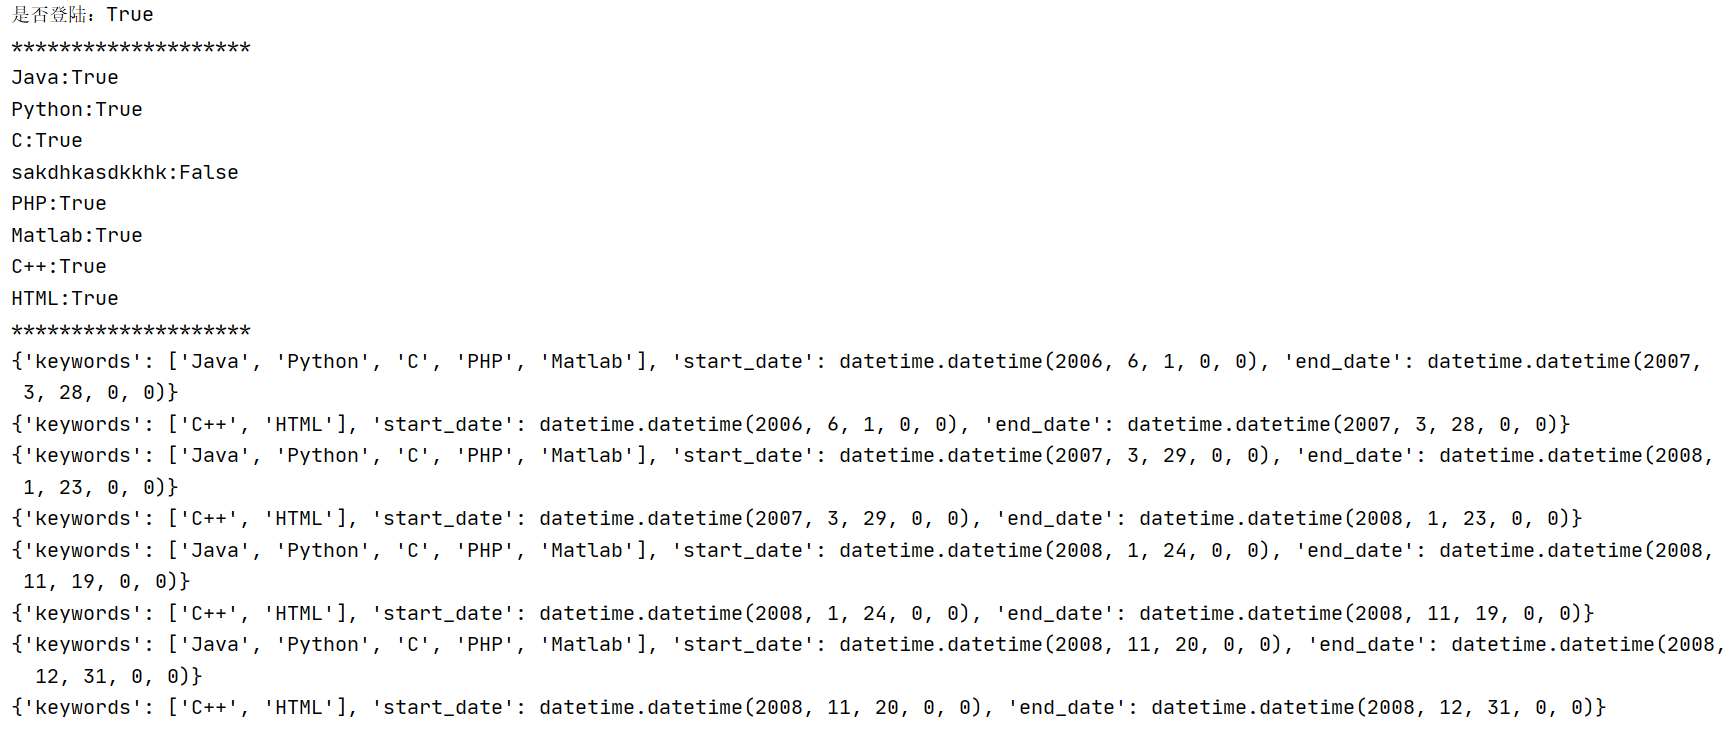 是否登陆：True
********************
Java:True
Python:True
C:True
sakdhkasdkkhk:False
PHP:True
Matlab:True
C++:True
HTML:True
********************
{'keywords': ['Java', 'Python', 'C', 'PHP', 'Matlab'], 'start_date': datetime.datetime(2006, 6, 1, 0, 0), 'end_date': datetime.datetime(2007,
3, 28, 0, 0)}
{'keywords': ['C++', 'HTML'], 'start_date': datetime.datetime(2006, 6, 1, 0, 0), 'end_date': datetime.datetime(2007, 3, 28, 0, 0)}
{'keywords': ['Java', 'Python', 'C', 'PHP', 'Matlab'], 'start_date': datetime.datetime(2007, 3, 29, 0, 0), 'end_date': datetime.datetime(2008,
1, 23, 0, 0)}
{'keywords': ['C++', 'HTML'], 'start_date': datetime.datetime(2007, 3, 29, 0, 0), 'end_date': datetime.datetime(2008, 1, 23, 0, 0)}
{'keywords': ['Java', 'Python', 'C', 'PHP', 'Matlab'], 'start_date': datetime.datetime(2008, 1, 24, 0, 0), 'end_date': datetime.datetime(2008,
11, 19, 0, 0)}
{'keywords': ['C++', 'HTML'], 'start_date': datetime.datetime(2008, 1, 24, 0, 0), 'end_date': datetime.datetime(2008, 11, 19, 0, 0)}
{'keywords': ['Java', 'Python', 'C', 'PHP', 'Matlab'], 'start_date': datetime.datetime(2008, 11, 20, 0, 0), 'end_date': datetime.datetime(2008,
12, 31, 0, 0)}
{'keywords': ['C++', 'HTML'], 'start_date': datetime.datetime(2008, 11, 20, 0, 0), 'end_date': datetime.datetime(2008, 12, 31, 0, 0)}